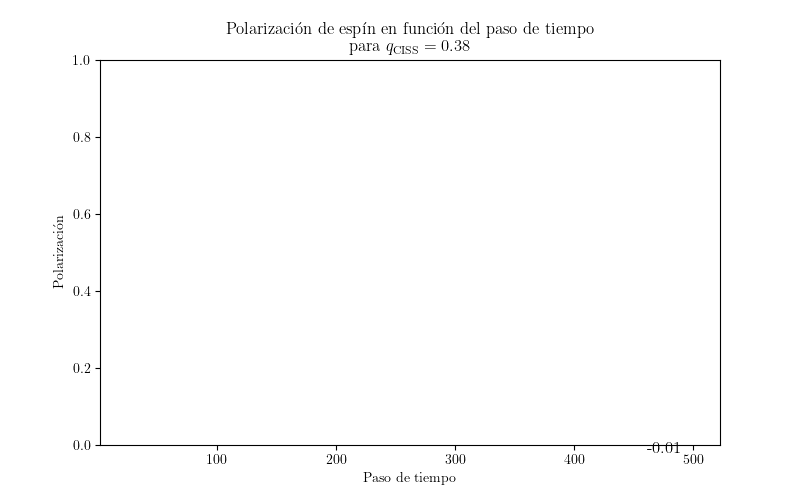 Polarización de espín en función del paso de tiempo
para q_CISS = 0.38
1.0
0.8
0.6
0.4
0.2
0.0
Polarización
-0.01
100 200 300 400 500
Paso de tiempo